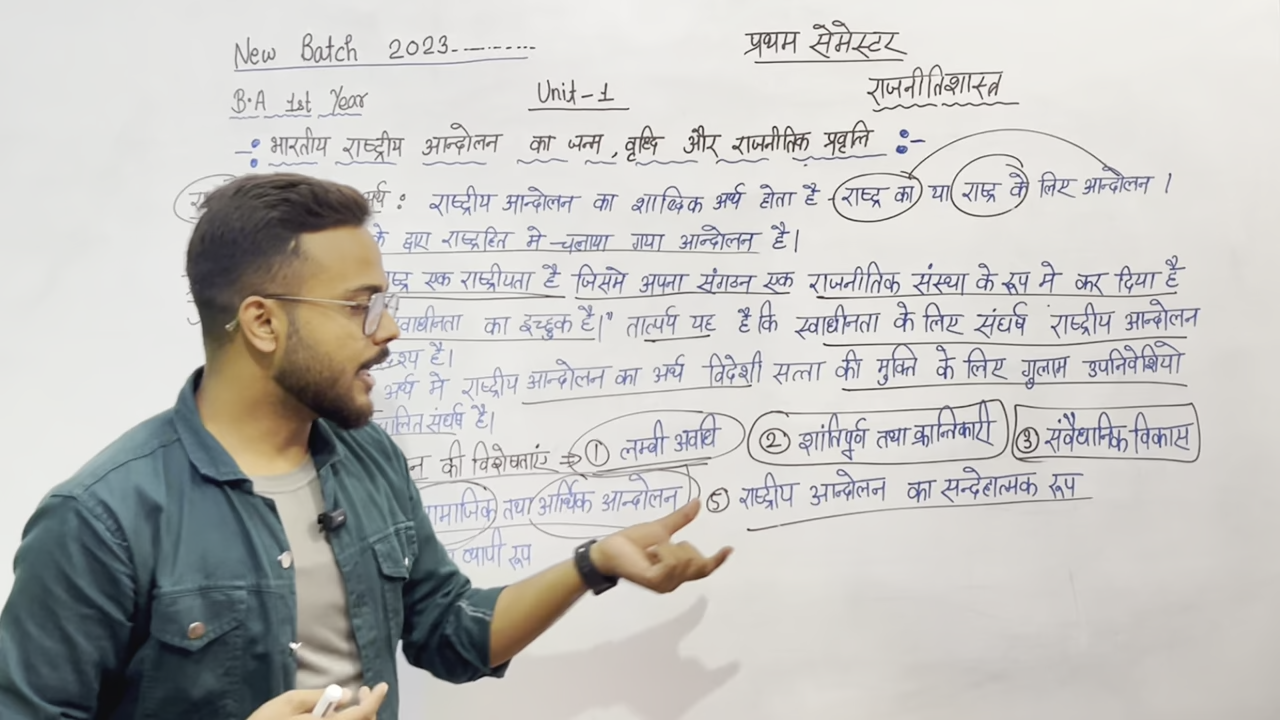 New Batch 2023----------
प्रथम सेमेस्टर
B.A 1st Year
Unit-1
राजनीतिशास्त्र
-: भारतीय राष्ट्रीय आन्दोलन का जन्म, वृद्धि और राजनीतिक प्रवृत्ति :-
अर्थ : राष्ट्रीय आन्दोलन का शाब्दिक अर्थ होता है - राष्ट्र का या राष्ट्र के लिए आन्दोलन ।
के द्वारा राष्ट्रहित मे चलाया गया आन्दोलन है।
एक राष्ट्रीयता है जिसमे अपना संगठन एक राजनीतिक संस्था के रूप मे कर दिया है
स्वाधीनता का इच्छुक है।" तात्पर्य यह है कि स्वाधीनता के लिए संघर्ष राष्ट्रीय आन्दोलन
है।
अर्थ मे राष्ट्रीय आन्दोलन का अर्थ विदेशी सत्ता की मुक्ति के लिए गुलाम उपनिवेशियो
संघर्ष है।
की विशेषताएं → ① लम्बी अवधि ② शांतिपूर्ण तथा क्रान्तिकारी ③ संवैधानिक विकास
तथा आर्थिक आन्दोलन ⑤ राष्ट्रीय आन्दोलन का सन्देहात्मक रूप
व्यापी रूप